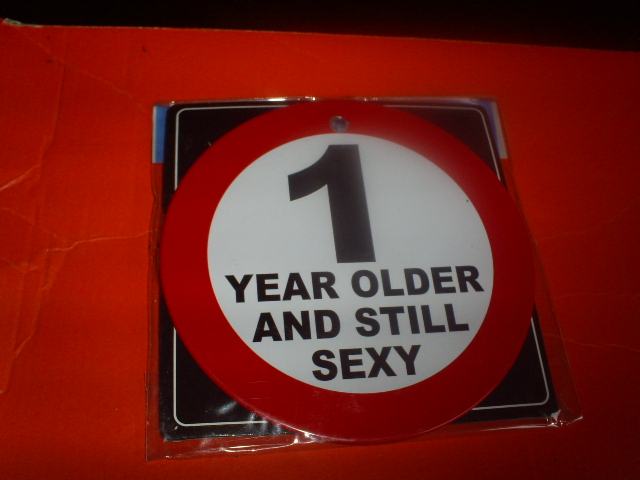 1
YEAR OLDER
AND STILL
SEXY